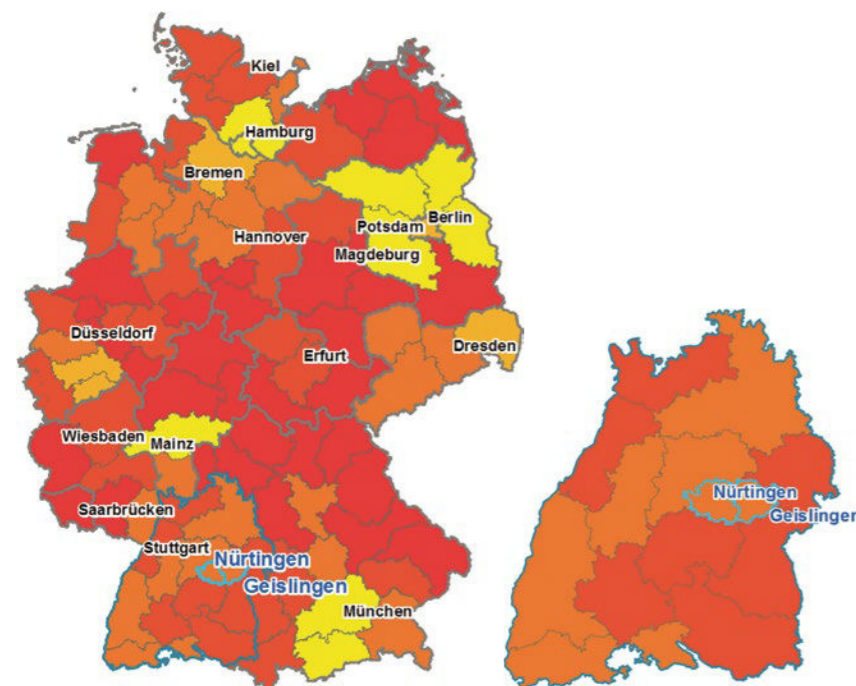 Kiel
Hamburg
Bremen
Berlin
Potsdam
Hannover
Magdeburg
Düsseldorf
Dresden
Erfurt
Wiesbaden
Mainz
Saarbrücken
Stuttgart
Nürtingen
Geislingen
München
Nürtingen
Geislingen